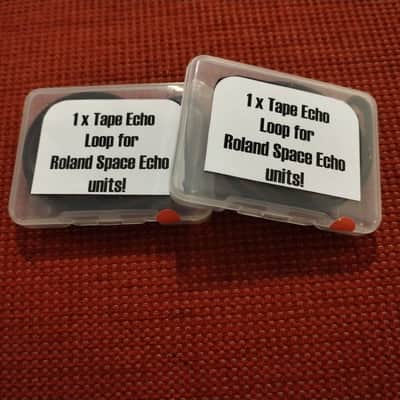 1 x Tape Echo
Loop for
Roland Space Echo
units!
1 x Tape Echo
Loop for
Roland Space Echo
units!